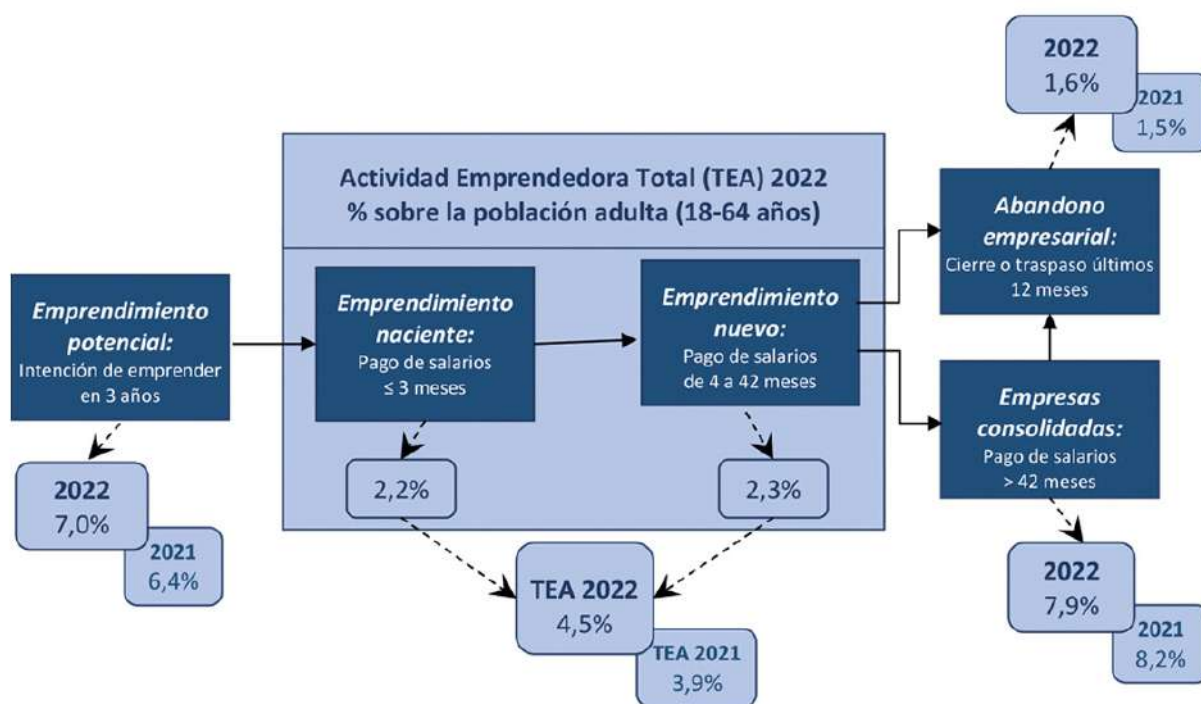 Actividad Emprendedora Total (TEA) 2022
% sobre la población adulta (18-64 años)
Emprendimiento
potencial:
Intención de emprender
en 3 años
2022
7,0%
2021
6,4%
Emprendimiento
naciente:
Pago de salarios
≤ 3 meses
2,2%
Emprendimiento
nuevo:
Pago de salarios
de 4 a 42 meses
2,3%
TEA 2022
4,5%
TEA 2021
3,9%
2022
1,6%
2021
1,5%
Abandono
empresarial:
Cierre o traspaso últimos
12 meses
Empresas
consolidadas:
Pago de salarios
> 42 meses
2022
7,9%
2021
8,2%